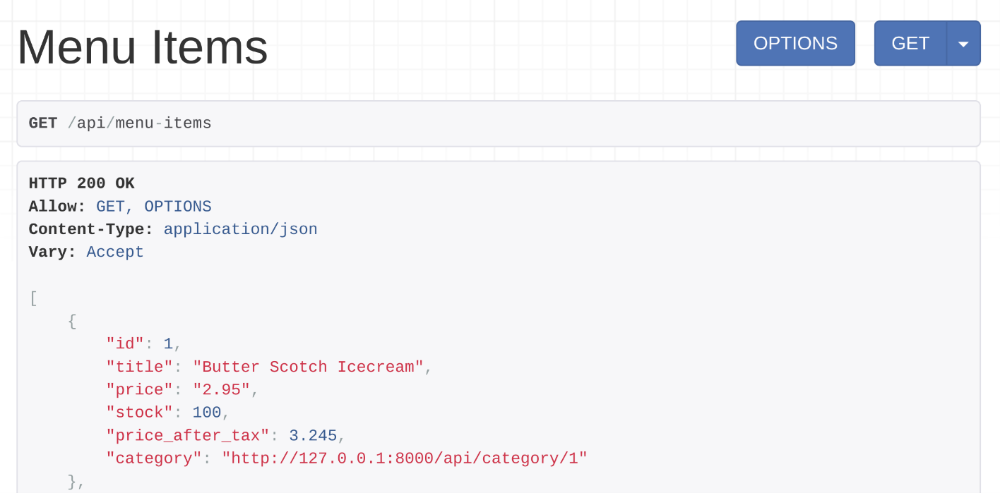 Menu Items
OPTIONS
GET
GET /api/menu-items
HTTP 200 OK
Allow: GET, OPTIONS
Content-Type: application/json
Vary: Accept
[
    {
        "id": 1,
        "title": "Butter Scotch Icecream",
        "price": "2.95",
        "stock": 100,
        "price_after_tax": 3.245,
        "category": "http://127.0.0.1:8000/api/category/1"
    },